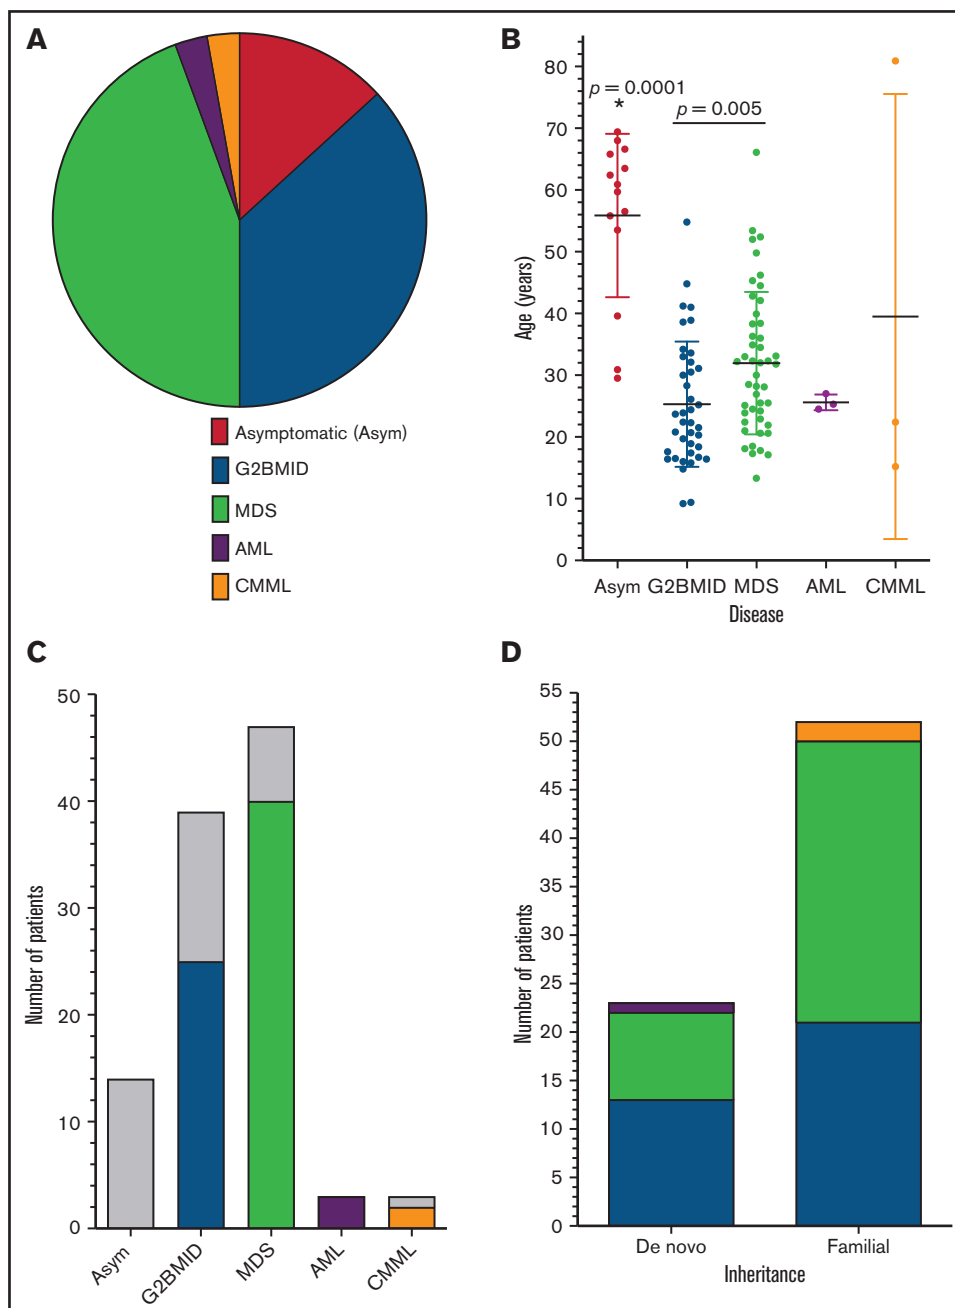 A
Asymptomatic (Asym)
G2BMID
MDS
AML
CMML
B
p = 0.0001
*
p = 0.005
80
70
60
50
40
30
20
10
0
Age (years)
Asym G2BMID MDS AML CMML
Disease
C
50
40
30
20
10
0
Number of patients
Asym
G2BMID
MDS
AML
CMML
D
55
50
45
40
35
30
25
20
15
10
5
0
Number of patients
De novo Familial
Inheritance